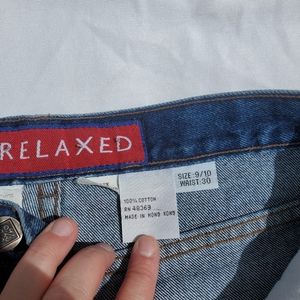 RELAXED
100% COTTON
RN 48369
MADE IN HONG KONG
SIZE: 9/10
WAIST: 30